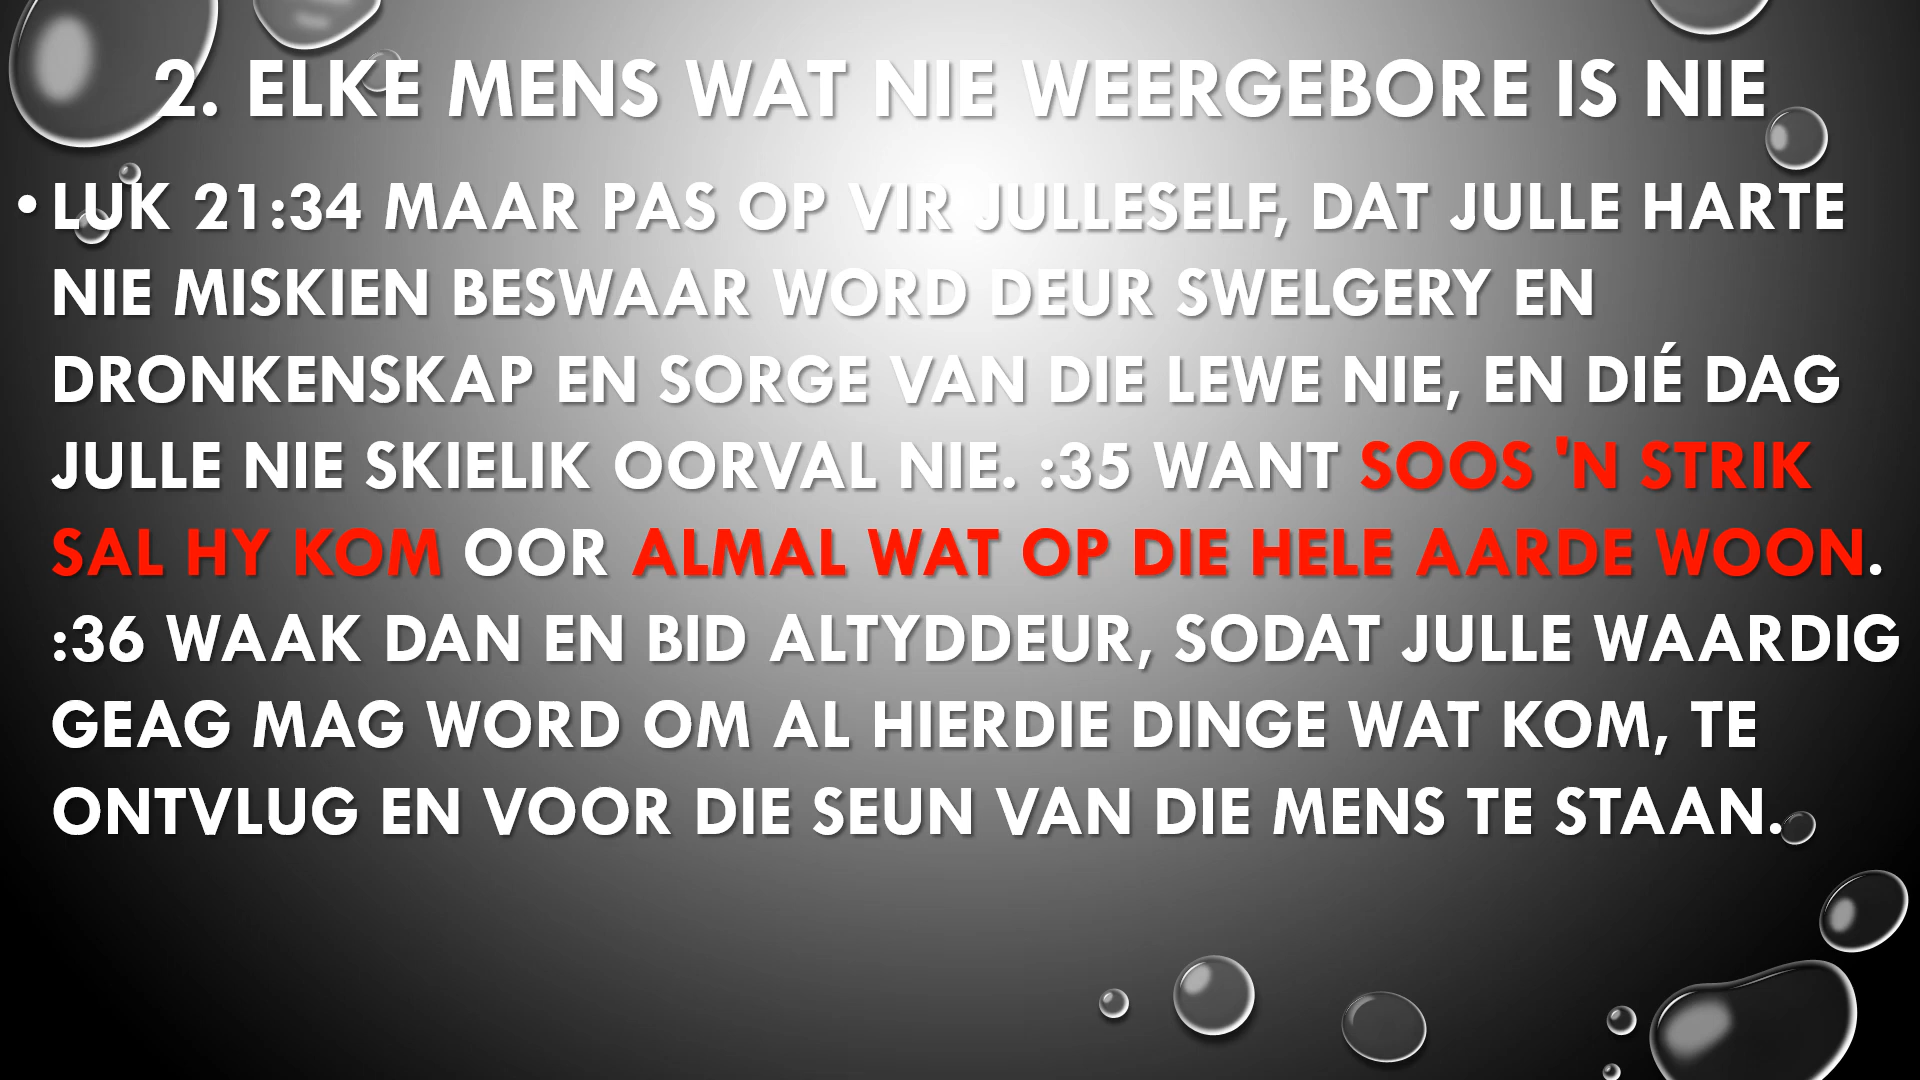 2. ELKE MENS WAT NIE WEERGEBORE IS NIE
• LUK 21:34 MAAR PAS OP VIR JULLESELF, DAT JULLE HARTE
NIE MISKIEN BESWAAR WORD DEUR SWELGERY EN
DRONKENSKAP EN SORGE VAN DIE LEWE NIE, EN DIÉ DAG
JULLE NIE SKIELIK OORVAL NIE. :35 WANT SOOS 'N STRIK
SAL HY KOM OOR ALMAL WAT OP DIE HELE AARDE WOON.
:36 WAAK DAN EN BID ALTYDDEUR, SODAT JULLE WAARDIG
GEAG MAG WORD OM AL HIERDIE DINGE WAT KOM, TE
ONTVLUG EN VOOR DIE SEUN VAN DIE MENS TE STAAN.